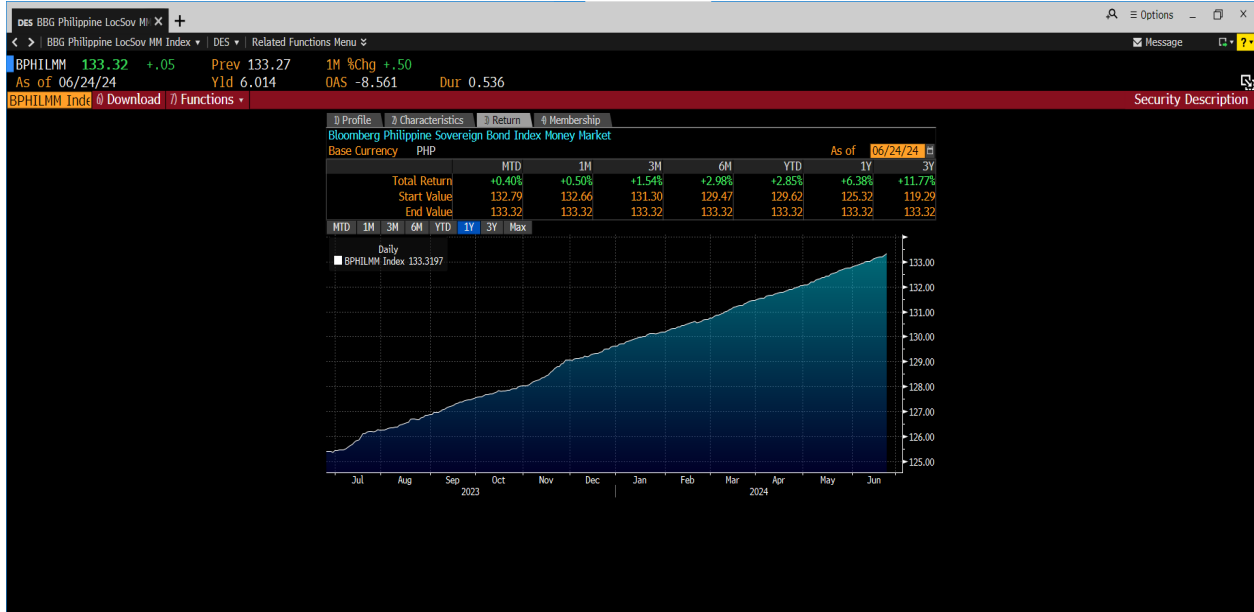 DES BBG Philippine LocSov MM X +
Options _ X
< > BBG Philippine LocSov MM Index ▾ DES ▾ Related Functions Menu
Message ?
BPHILMM 133.32 +.05 Prev 133.27 1M %Chg +.50
As of 06/24/24 Yld 6.014 OAS -8.561 Dur 0.536
BPHILMM Inde 6) Download 7) Functions ▾ Security Description
1) Profile 2) Characteristics 3) Return 4) Membership
Bloomberg Philippine Sovereign Bond Index Money Market
Base Currency PHP As of 06/24/24
MTD 1M 3M 6M YTD 1Y 3Y
Total Return +0.40% +0.50% +1.54% +2.98% +2.85% +6.38% +11.77%
Start Value 132.79 132.66 131.30 129.47 129.62 125.32 119.29
End Value 133.32 133.32 133.32 133.32 133.32 133.32 133.32
MTD 1M 3M 6M YTD 1Y 3Y Max
Daily
BPHILMM Index 133.3197
133.00
132.00
131.00
130.00
129.00
128.00
127.00
126.00
125.00
Jul Aug Sep Oct Nov Dec Jan Feb Mar Apr May Jun
2023 2024